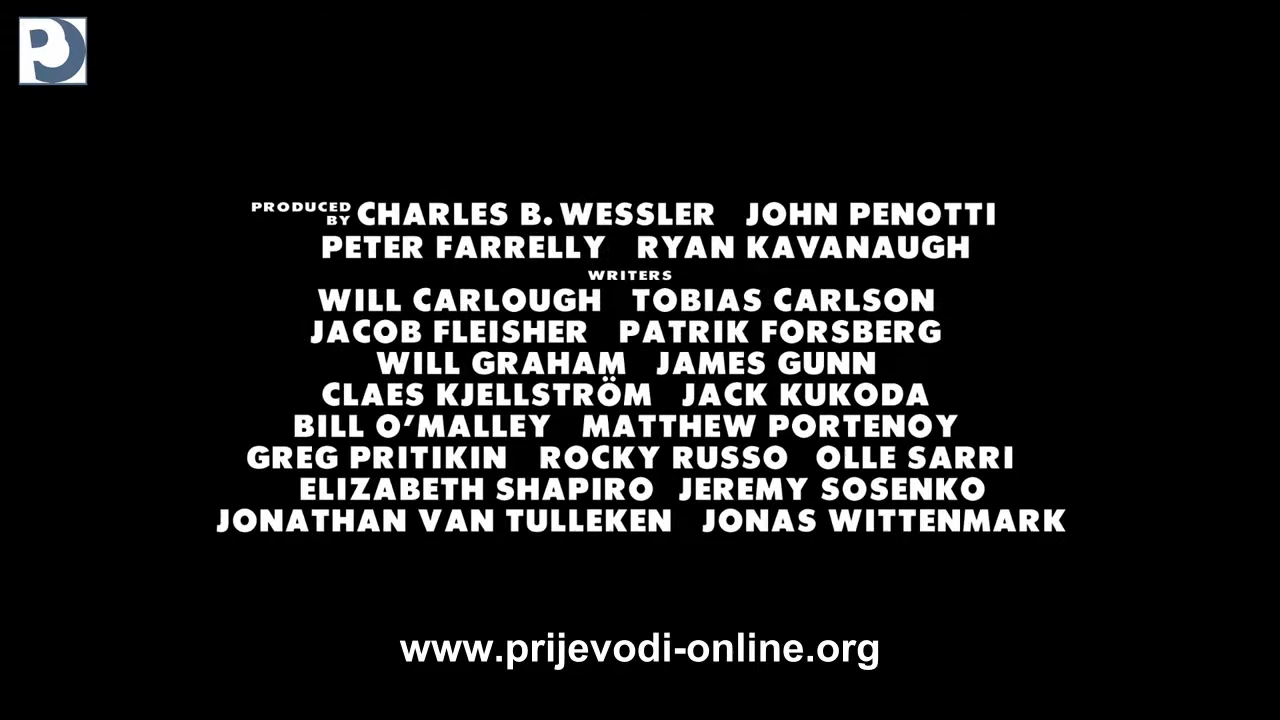 PRODUCED BY CHARLES B. WESSLER JOHN PENOTTI
PETER FARRELLY RYAN KAVANAUGH
WRITERS
WILL CARLOUGH TOBIAS CARLSON
JACOB FLEISHER PATRIK FORSBERG
WILL GRAHAM JAMES GUNN
CLAES KJELLSTRÖM JACK KUKODA
BILL O’MALLEY MATTHEW PORTENOY
GREG PRITIKIN ROCKY RUSSO OLLE SARRI
ELIZABETH SHAPIRO JEREMY SOSENKO
JONATHAN VAN TULLEKEN JONAS WITTENMARK
www.prijevodi-online.org